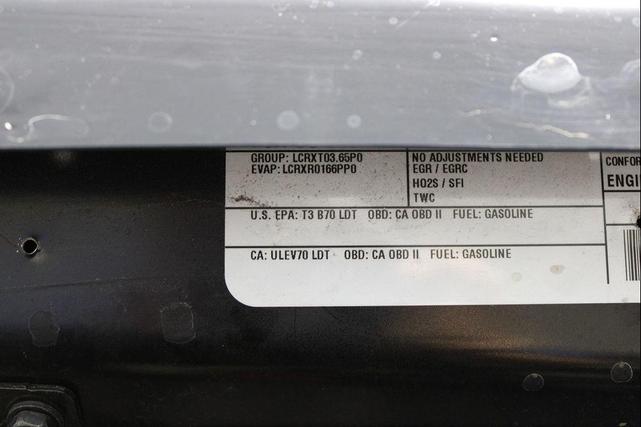 GROUP: LCRXT03.65P0
EVAP: LCRXR0166PP0
NO ADJUSTMENTS NEEDED
EGR / EGRC
HO2S / SFI
TWC
CONFOR
ENGI
U.S. EPA: T3 B70 LDT OBD: CA OBD II FUEL: GASOLINE
CA: ULEV70 LDT OBD: CA OBD II FUEL: GASOLINE